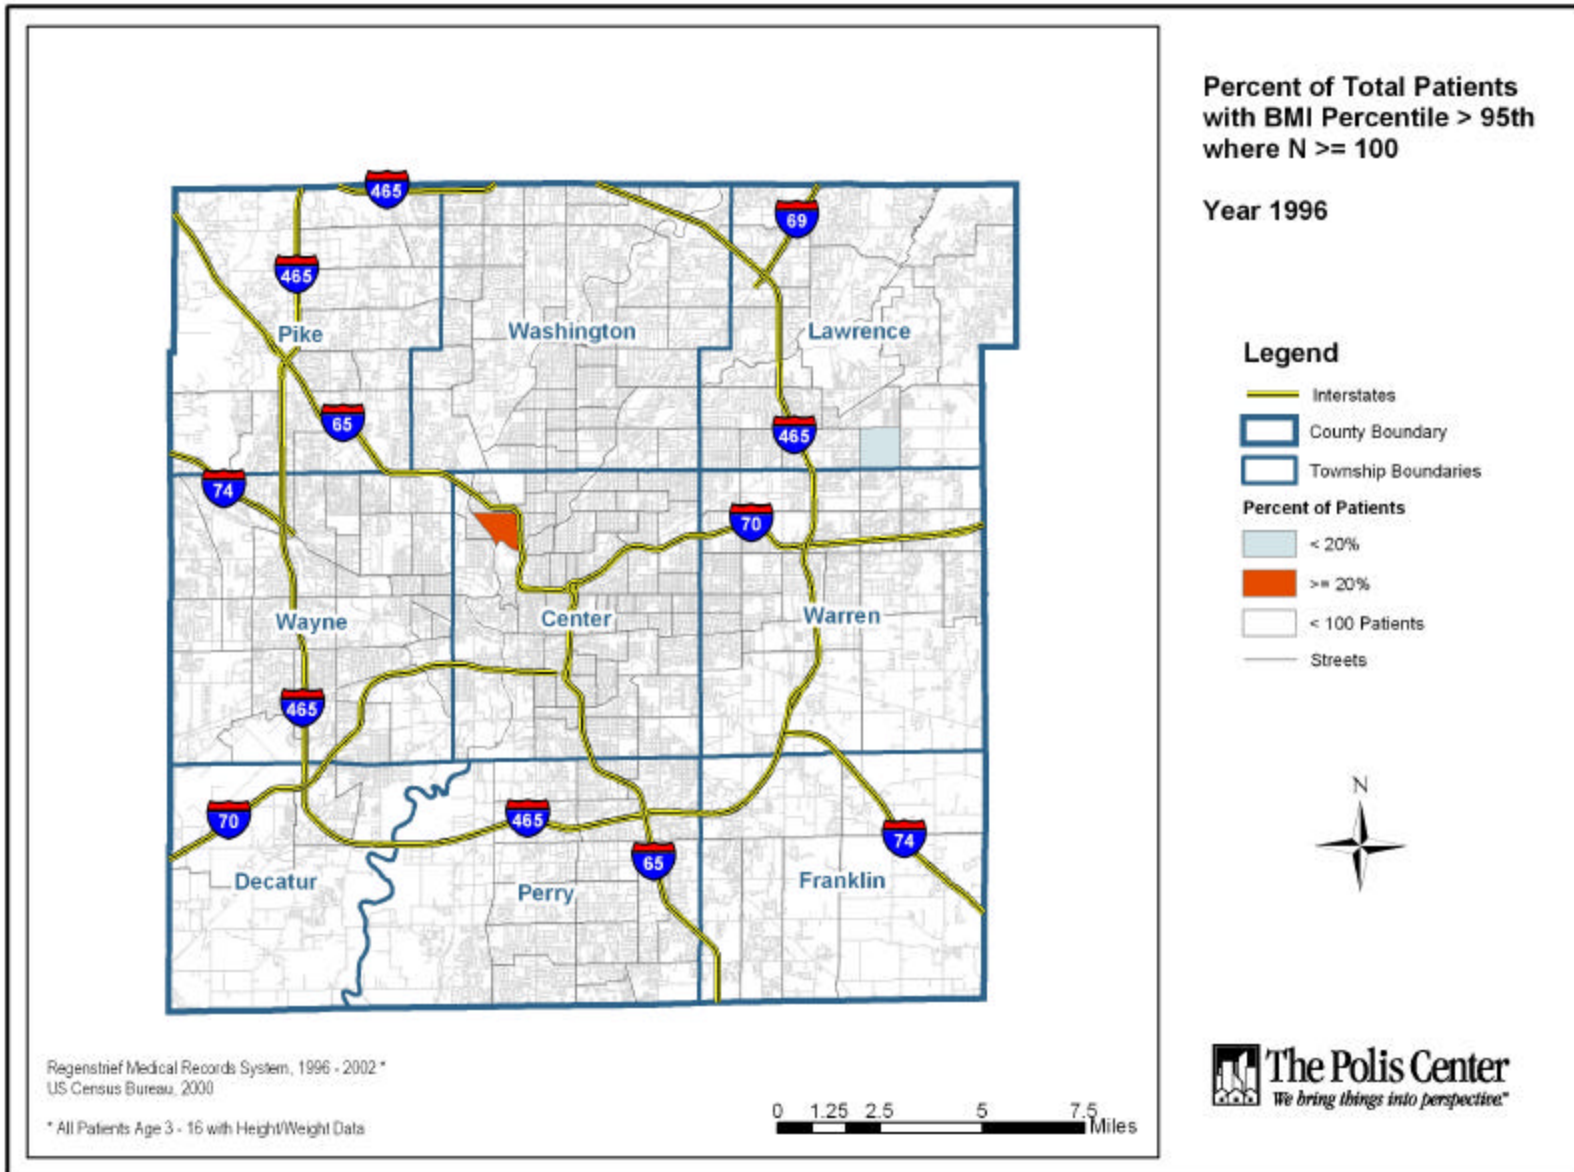 Percent of Total Patients
with BMI Percentile > 95th
where N >= 100
Year 1996
465
69
465
Pike
Washington
Lawrence
65
465
74
70
Wayne
Center
Warren
465
70
465
65
74
Decatur
Perry
Franklin
Legend
Interstates
County Boundary
Township Boundaries
Percent of Patients
< 20%
>= 20%
< 100 Patients
Streets
N
Regenstrief Medical Records System, 1996 - 2002 *
US Census Bureau, 2000
* All Patients Age 3 - 16 with Height/Weight Data
0 1.25 2.5 5 7.5
Miles
The Polis Center
We bring things into perspective.℠